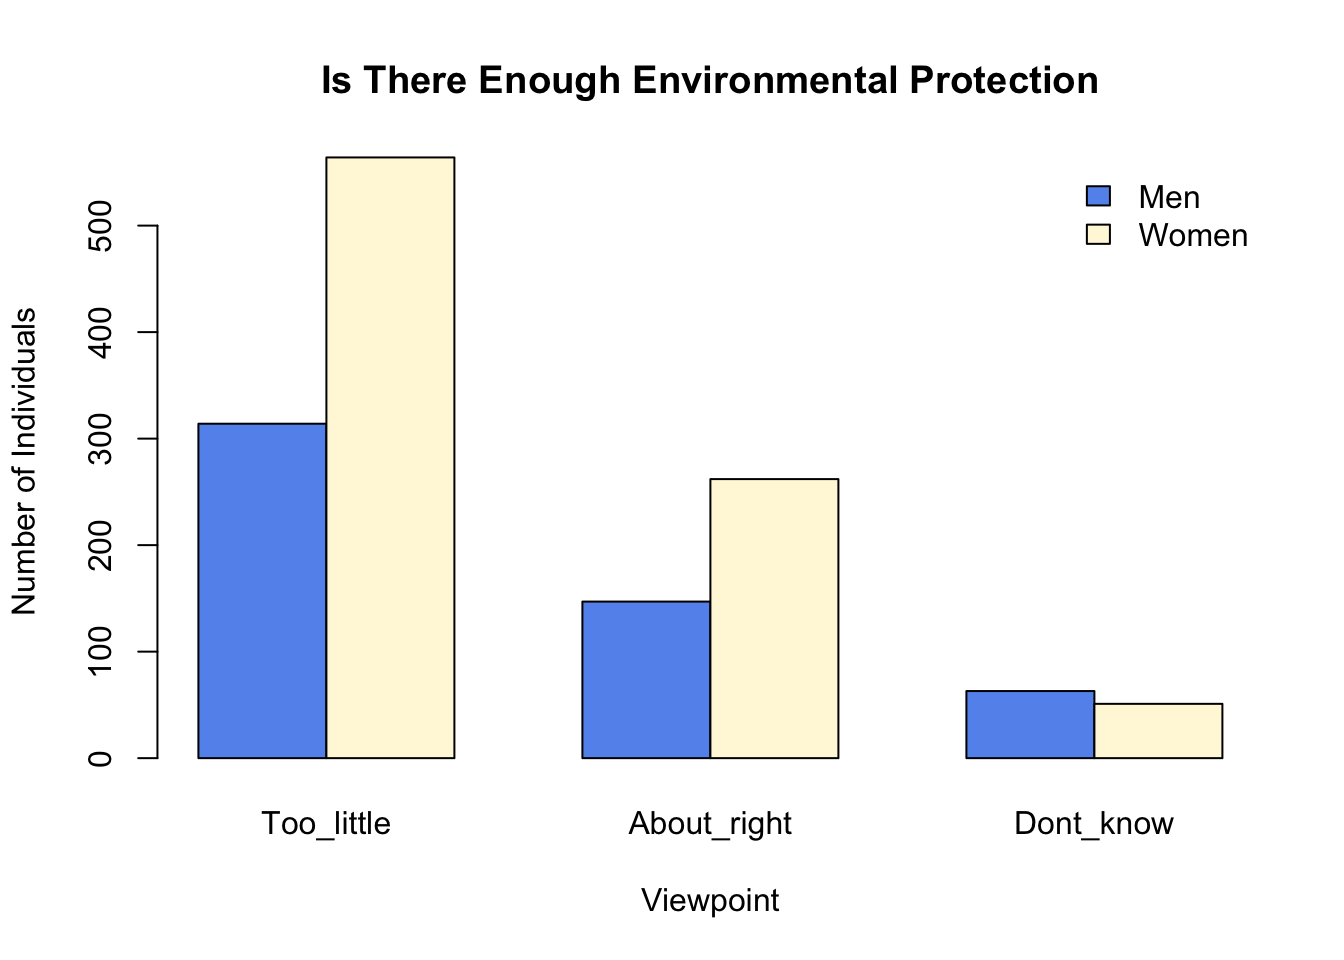 Is There Enough Environmental Protection
Men
Women
Number of Individuals
500
400
300
200
100
0
Too_little
About_right
Dont_know
Viewpoint